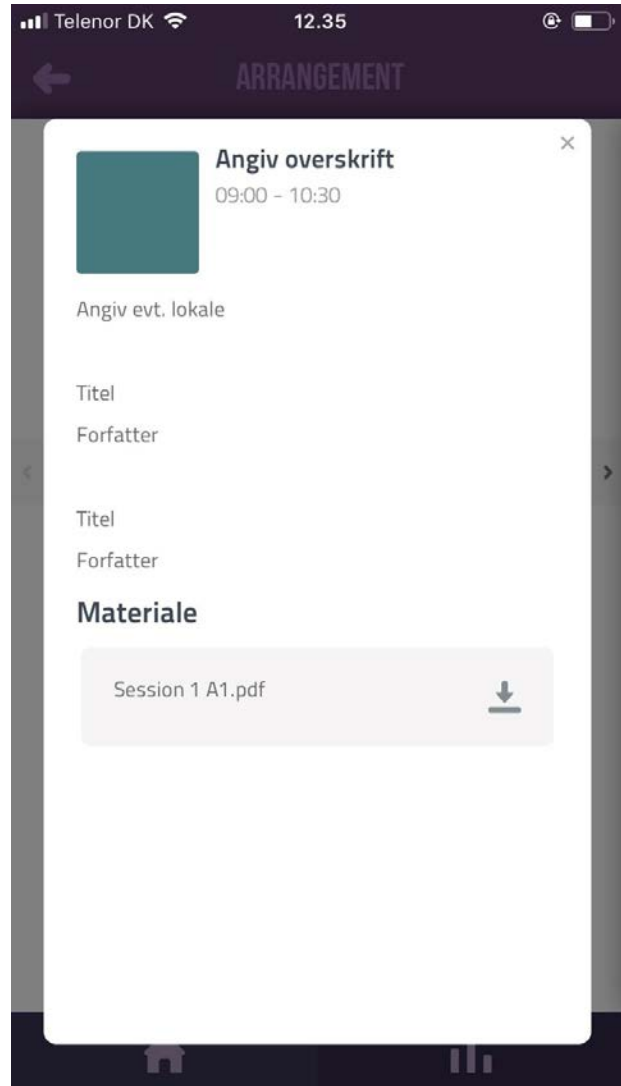 Telenor DK 12.35
ARRANGEMENT
Angiv overskrift
09:00 - 10:30
Angiv evt. lokale
Titel
Forfatter
Titel
Forfatter
Materiale
Session 1 A1.pdf